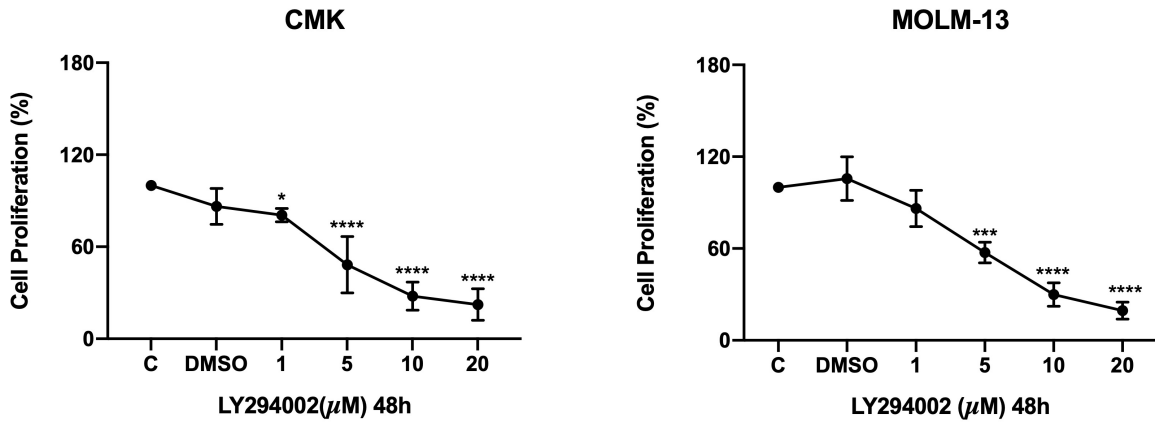 CMK
180
120
60
0
Cell Proliferation (%)
*
****
****
****
C DMSO 1 5 10 20
LY294002(µM) 48h
MOLM-13
180
120
60
0
Cell Proliferation (%)
***
****
****
C DMSO 1 5 10 20
LY294002 (µM) 48h